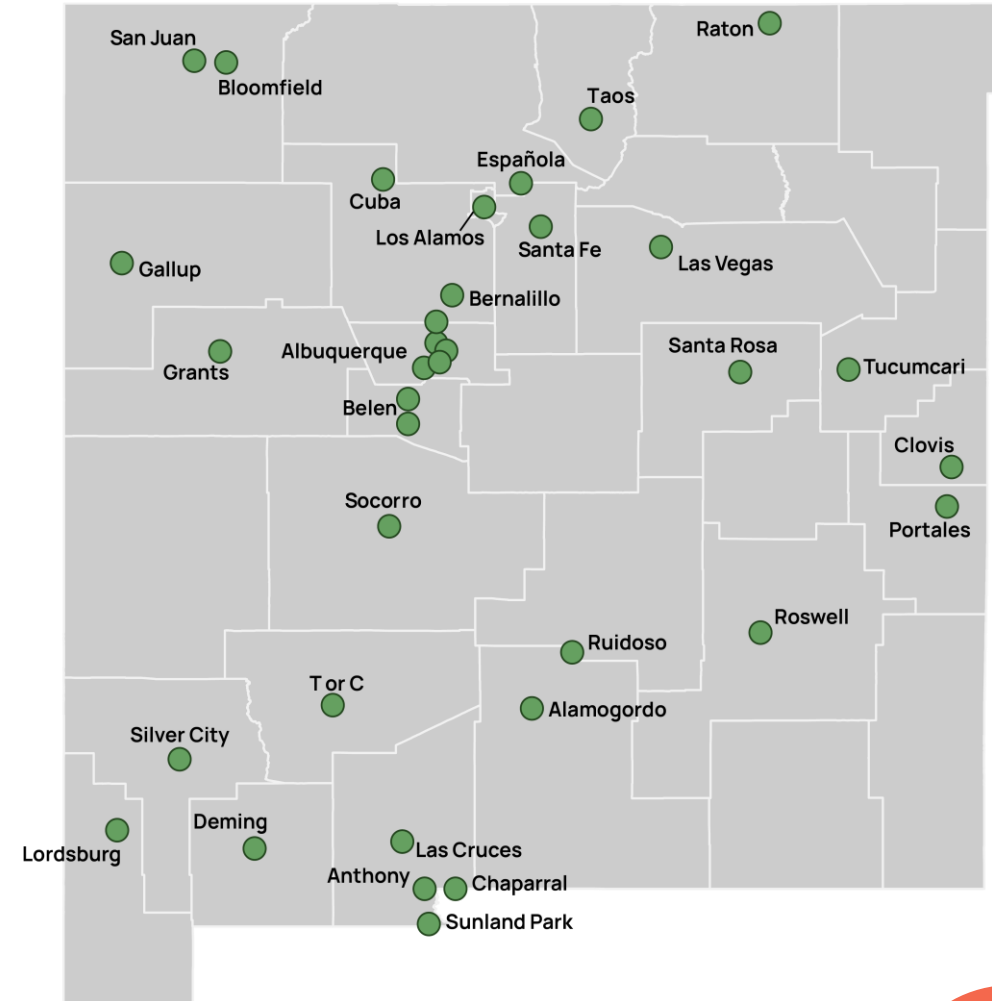 Raton
San Juan
Bloomfield
Taos
Española
Cuba
Los Alamos
Santa Fe
Las Vegas
Gallup
Bernalillo
Albuquerque
Santa Rosa
Grants
Tucumcari
Belen
Clovis
Socorro
Portales
Roswell
Ruidoso
T or C
Alamogordo
Silver City
Deming
Lordsburg
Las Cruces
Anthony
Chaparral
Sunland Park